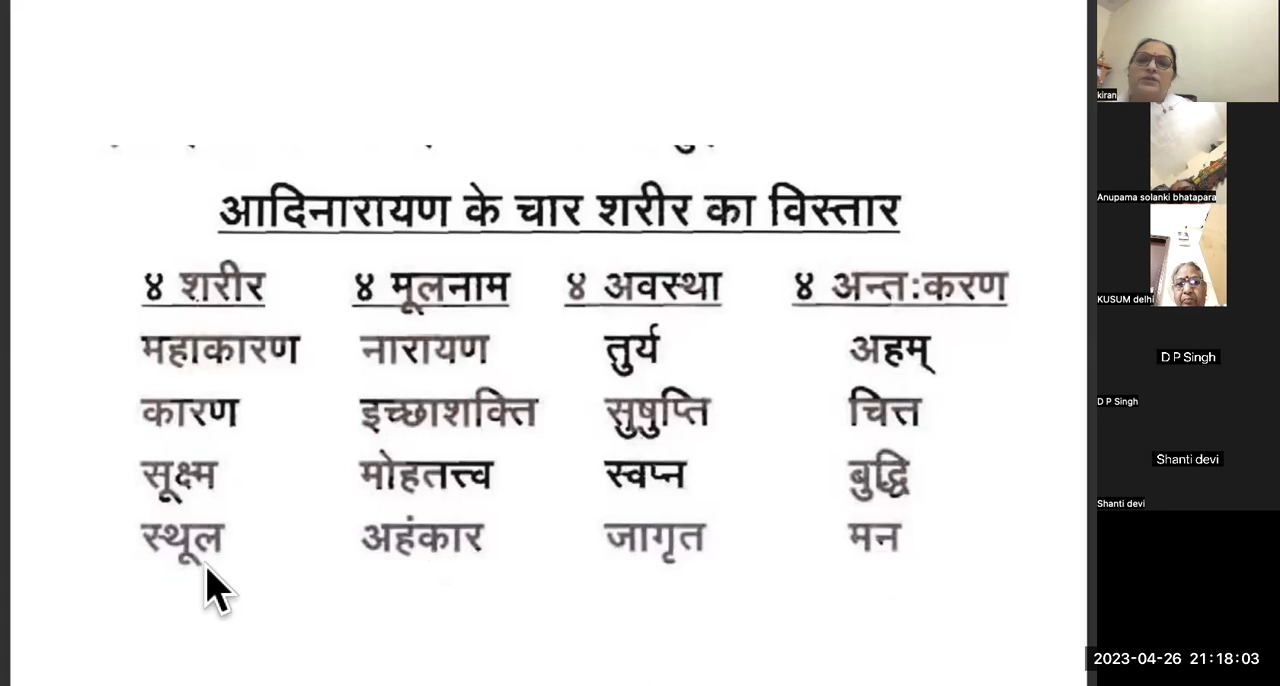 आदिनारायण के चार शरीर का विस्तार
४ शरीर ४ मूलनाम ४ अवस्था ४ अन्त:करण
महाकारण नारायण तुर्य अहम्
कारण इच्छाशक्ति सुषुप्ति चित्त
सूक्ष्म मोहतत्त्व स्वप्न बुद्धि
स्थूल अहंकार जागृत मन
kiran
Anupama solanki bhatapara
KUSUM delhi
D P Singh
D P Singh
Shanti devi
Shanti devi
2023-04-26 21:18:03